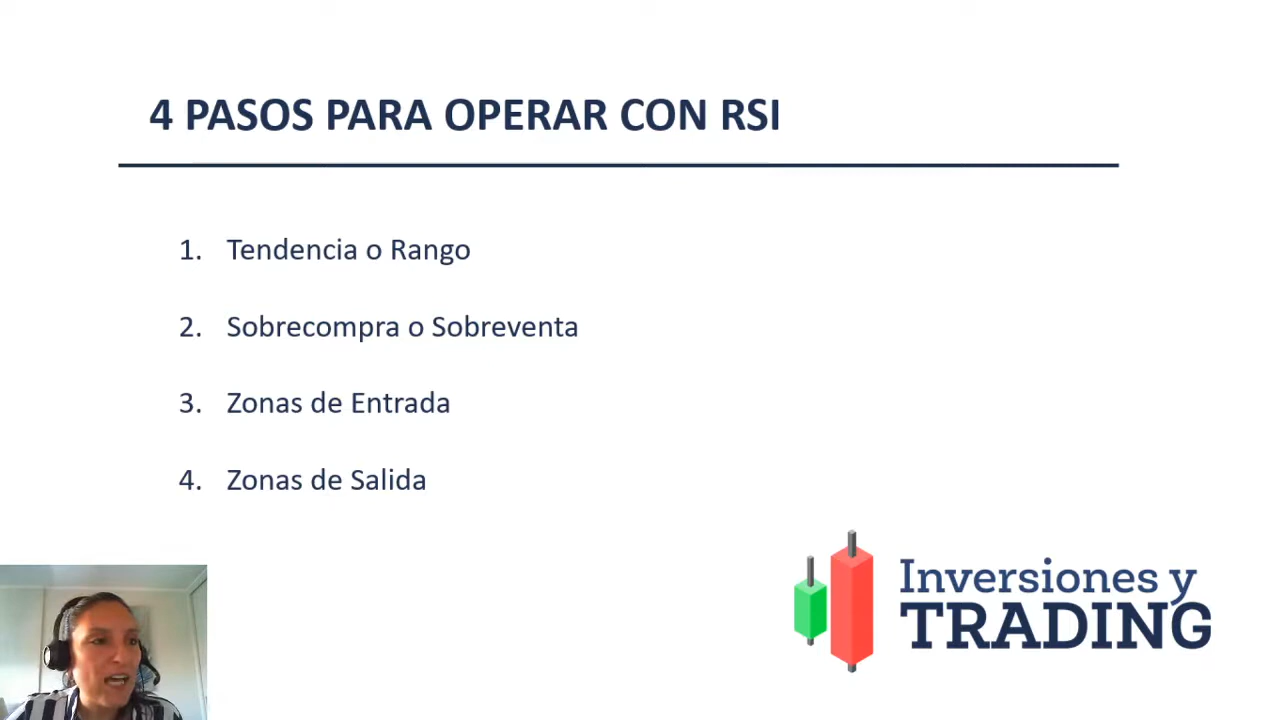 4 PASOS PARA OPERAR CON RSI
1. Tendencia o Rango
2. Sobrecompra o Sobreventa
3. Zonas de Entrada
4. Zonas de Salida
Inversiones y
TRADING